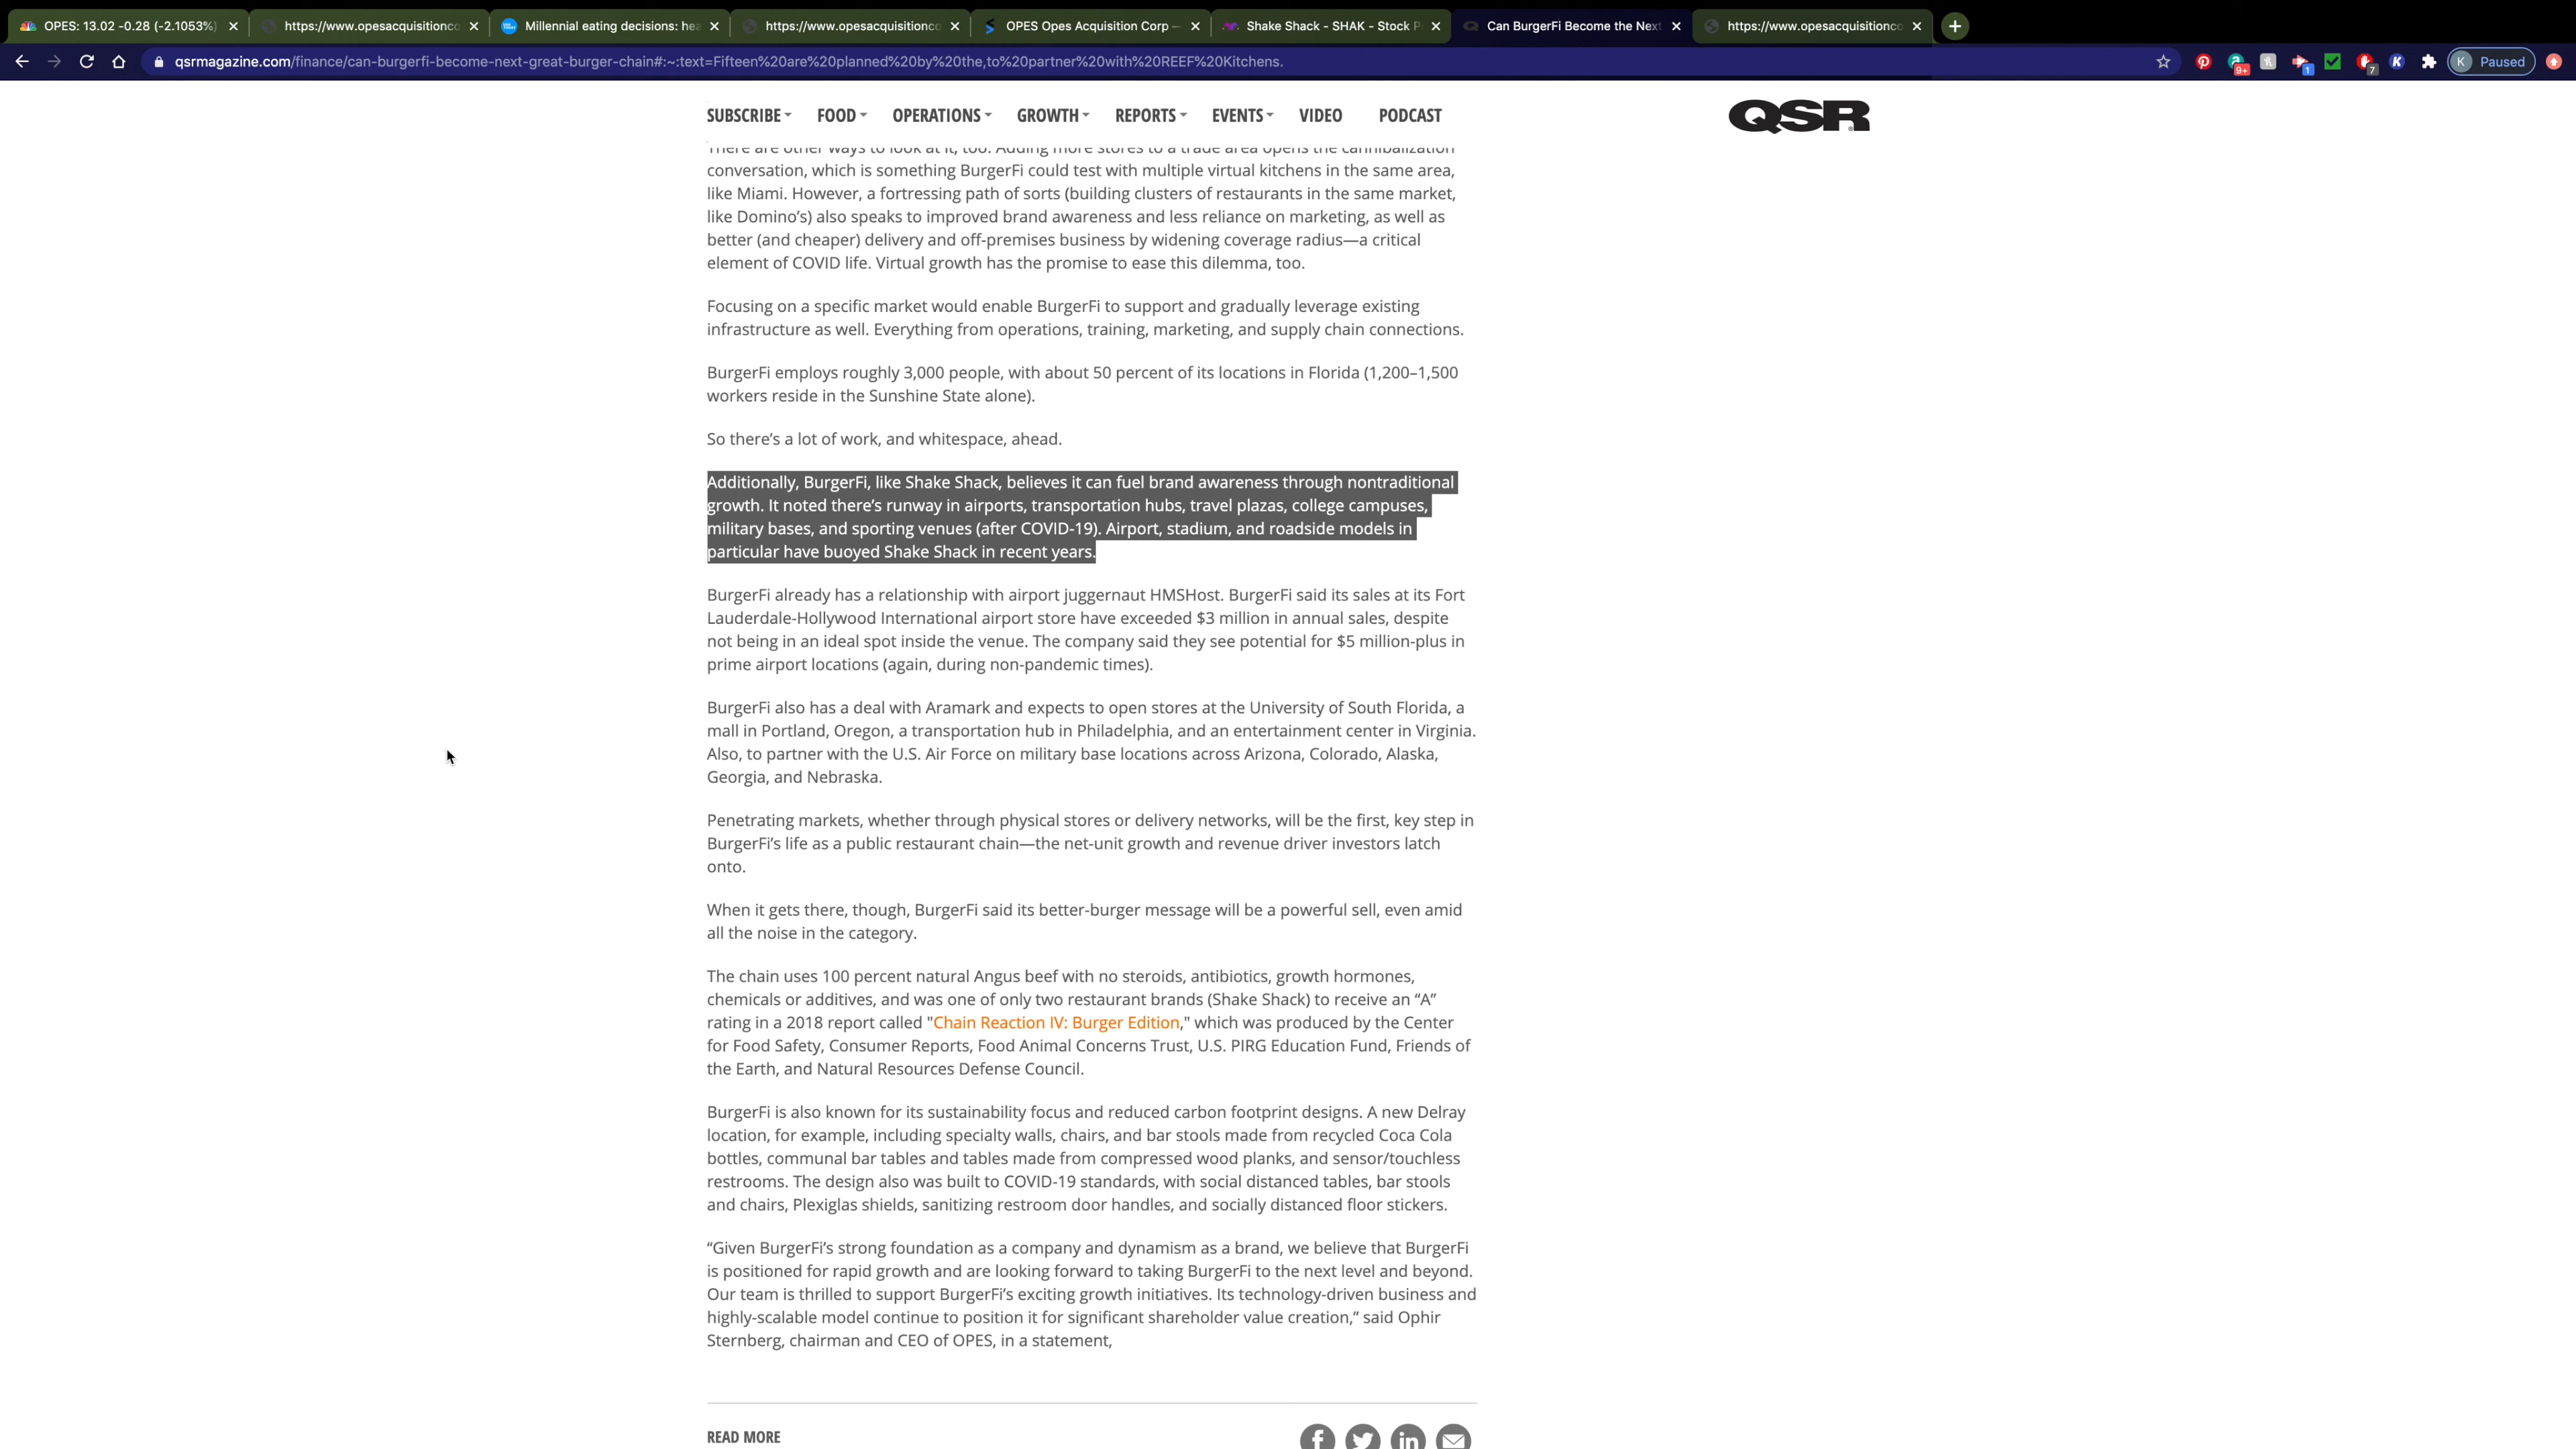 OPES: 13.02 -0.28 (-2.1053%)
https://www.opesacquisitionco
Millennial eating decisions: hea
https://www.opesacquisitionco
OPES Opes Acquisition Corp —
Shake Shack - SHAK - Stock P
Can BurgerFi Become the Next
https://www.opesacquisitionco
qsrmagazine.com/finance/can-burgerfi-become-next-great-burger-chain#:~:text=Fifteen%20are%20planned%20by%20the,to%20partner%20with%20REEF%20Kitchens.
9+
1
7
K
K Paused
SUBSCRIBE
FOOD
OPERATIONS
GROWTH
REPORTS
EVENTS
VIDEO
PODCAST
QSR
There are other ways to look at it, too. Adding more stores to a trade area opens the cannibalization
conversation, which is something BurgerFi could test with multiple virtual kitchens in the same area,
like Miami. However, a fortressing path of sorts (building clusters of restaurants in the same market,
like Domino’s) also speaks to improved brand awareness and less reliance on marketing, as well as
better (and cheaper) delivery and off-premises business by widening coverage radius—a critical
element of COVID life. Virtual growth has the promise to ease this dilemma, too.
Focusing on a specific market would enable BurgerFi to support and gradually leverage existing
infrastructure as well. Everything from operations, training, marketing, and supply chain connections.
BurgerFi employs roughly 3,000 people, with about 50 percent of its locations in Florida (1,200–1,500
workers reside in the Sunshine State alone).
So there’s a lot of work, and whitespace, ahead.
Additionally, BurgerFi, like Shake Shack, believes it can fuel brand awareness through nontraditional
growth. It noted there’s runway in airports, transportation hubs, travel plazas, college campuses,
military bases, and sporting venues (after COVID-19). Airport, stadium, and roadside models in
particular have buoyed Shake Shack in recent years.
BurgerFi already has a relationship with airport juggernaut HMSHost. BurgerFi said its sales at its Fort
Lauderdale-Hollywood International airport store have exceeded $3 million in annual sales, despite
not being in an ideal spot inside the venue. The company said they see potential for $5 million-plus in
prime airport locations (again, during non-pandemic times).
BurgerFi also has a deal with Aramark and expects to open stores at the University of South Florida, a
mall in Portland, Oregon, a transportation hub in Philadelphia, and an entertainment center in Virginia.
Also, to partner with the U.S. Air Force on military base locations across Arizona, Colorado, Alaska,
Georgia, and Nebraska.
Penetrating markets, whether through physical stores or delivery networks, will be the first, key step in
BurgerFi’s life as a public restaurant chain—the net-unit growth and revenue driver investors latch
onto.
When it gets there, though, BurgerFi said its better-burger message will be a powerful sell, even amid
all the noise in the category.
The chain uses 100 percent natural Angus beef with no steroids, antibiotics, growth hormones,
chemicals or additives, and was one of only two restaurant brands (Shake Shack) to receive an “A”
rating in a 2018 report called "Chain Reaction IV: Burger Edition," which was produced by the Center
for Food Safety, Consumer Reports, Food Animal Concerns Trust, U.S. PIRG Education Fund, Friends of
the Earth, and Natural Resources Defense Council.
BurgerFi is also known for its sustainability focus and reduced carbon footprint designs. A new Delray
location, for example, including specialty walls, chairs, and bar stools made from recycled Coca Cola
bottles, communal bar tables and tables made from compressed wood planks, and sensor/touchless
restrooms. The design also was built to COVID-19 standards, with social distanced tables, bar stools
and chairs, Plexiglas shields, sanitizing restroom door handles, and socially distanced floor stickers.
“Given BurgerFi’s strong foundation as a company and dynamism as a brand, we believe that BurgerFi
is positioned for rapid growth and are looking forward to taking BurgerFi to the next level and beyond.
Our team is thrilled to support BurgerFi’s exciting growth initiatives. Its technology-driven business and
highly-scalable model continue to position it for significant shareholder value creation,” said Ophir
Sternberg, chairman and CEO of OPES, in a statement,
READ MORE